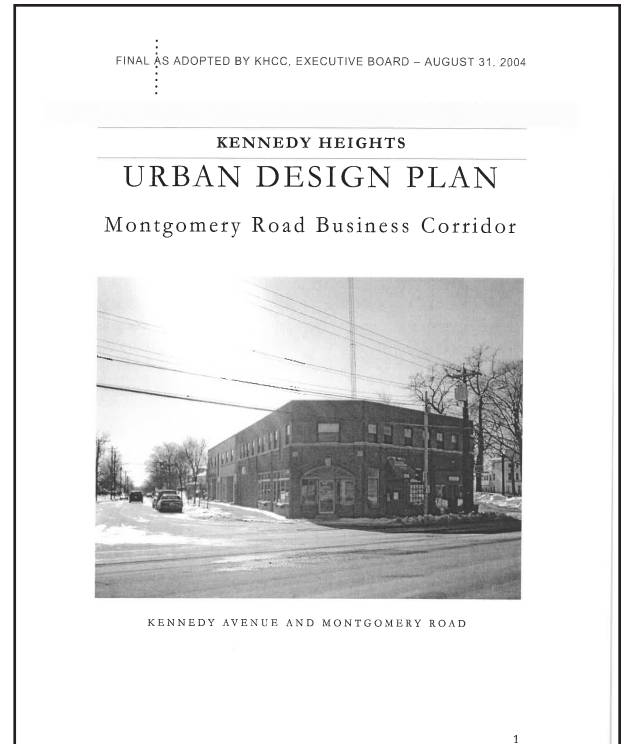 FINAL AS ADOPTED BY KHCC, EXECUTIVE BOARD – AUGUST 31, 2004
KENNEDY HEIGHTS
URBAN DESIGN PLAN
Montgomery Road Business Corridor
KENNEDY AVENUE AND MONTGOMERY ROAD
1